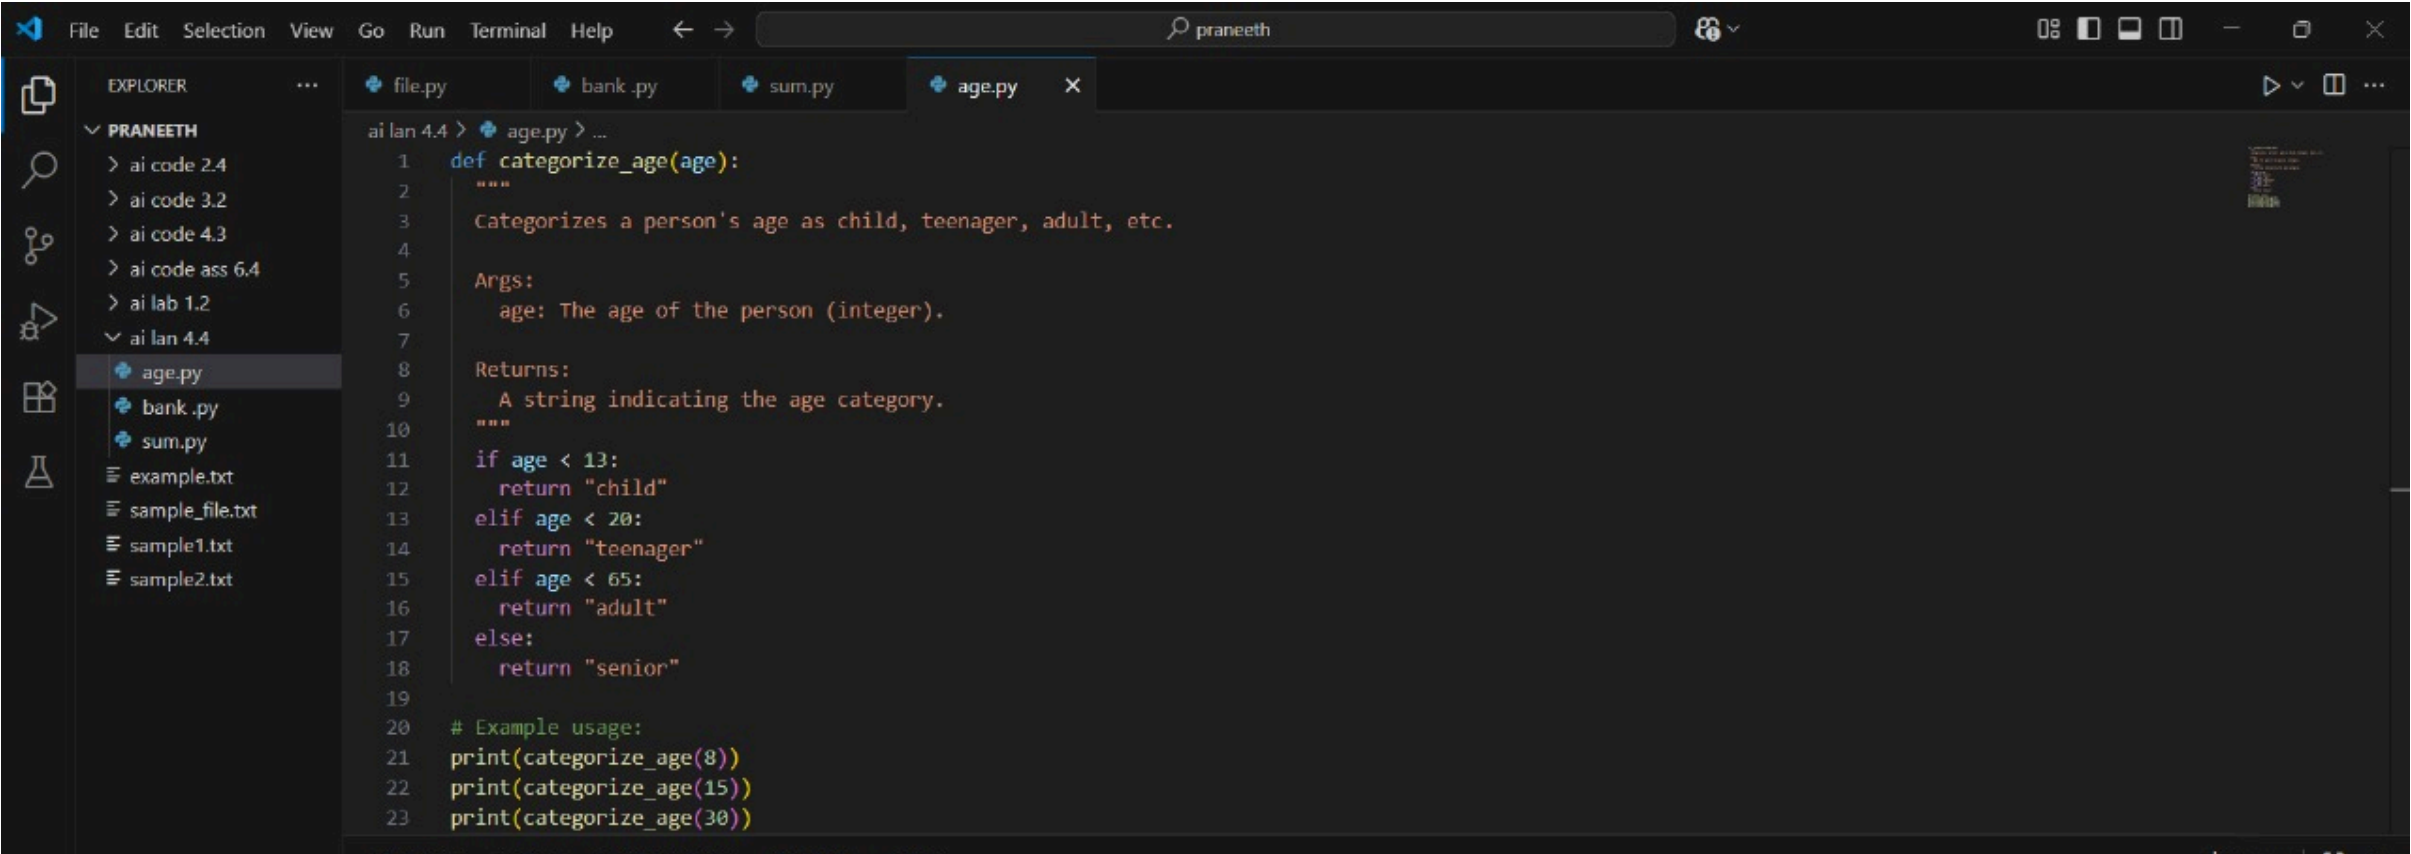 File Edit Selection View Go Run Terminal Help praneeth
EXPLORER
PRANEETH
ai code 2.4
ai code 3.2
ai code 4.3
ai code ass 6.4
ai lab 1.2
ai lan 4.4
age.py
bank .py
sum.py
example.txt
sample_file.txt
sample1.txt
sample2.txt
file.py bank .py sum.py age.py
ai lan 4.4 > age.py > ...
1 def categorize_age(age):
2 """
3 Categorizes a person's age as child, teenager, adult, etc.
4
5 Args:
6 age: The age of the person (integer).
7
8 Returns:
9 A string indicating the age category.
10 """
11 if age < 13:
12 return "child"
13 elif age < 20:
14 return "teenager"
15 elif age < 65:
16 return "adult"
17 else:
18 return "senior"
19
20 # Example usage:
21 print(categorize_age(8))
22 print(categorize_age(15))
23 print(categorize_age(30))